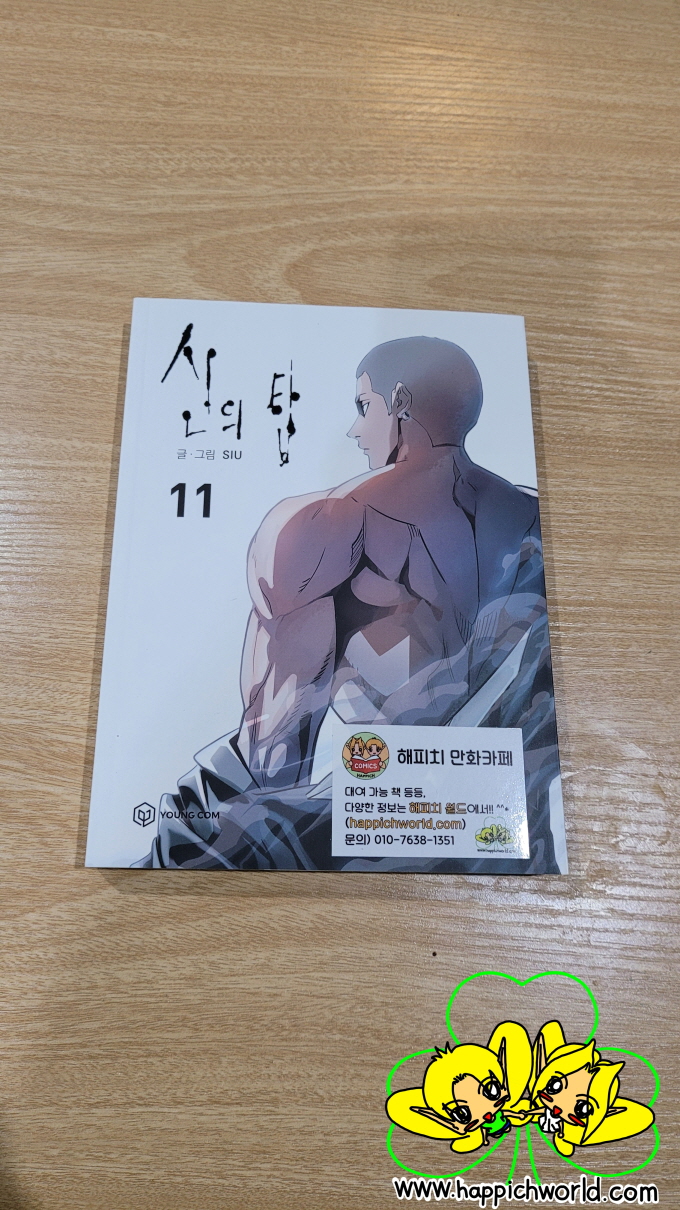 신의 탑
글·그림 SIU
11
YOUNG COM
COMICS
HAPPICH
해피치 만화카페
대여 가능 책 등등,
다양한 정보는 해피치 월드에서!! ^^*
(happichworld.com)
문의) 010-7638-1351
www.happichworld.com